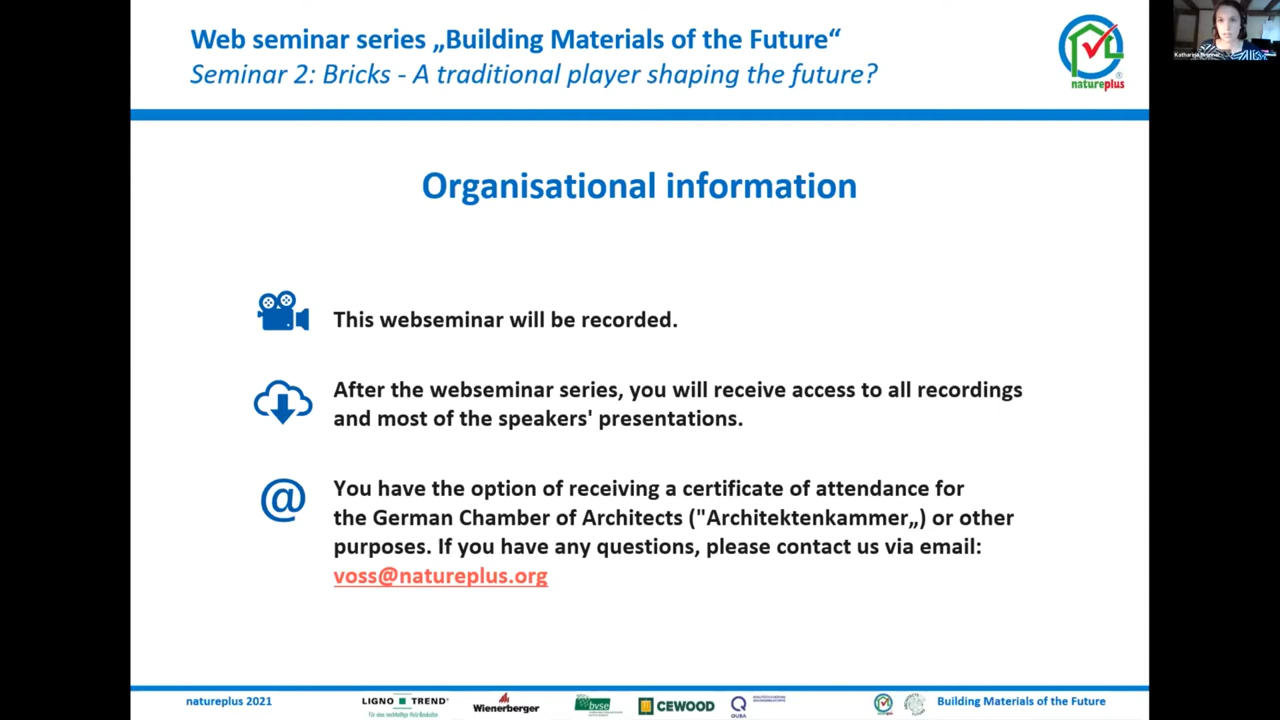 Web seminar series „Building Materials of the Future“
Seminar 2: Bricks - A traditional player shaping the future?
natureplus
®
Organisational information
This webseminar will be recorded.
After the webseminar series, you will receive access to all recordings
and most of the speakers' presentations.
@
You have the option of receiving a certificate of attendance for
the German Chamber of Architects ("Architektenkammer„) or other
purposes. If you have any questions, please contact us via email:
voss@natureplus.org
natureplus 2021
LIGNO TREND
Wienerberger
bvse
CEWOOD
QUBA
Building Materials of the Future